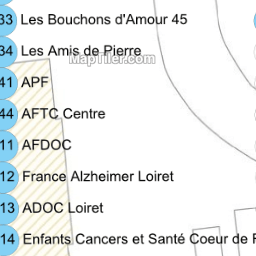 33 Les Bouchons d'Amour 45
34 Les Amis de Pierre
MapTiler.com
41 APF
44 AFTC Centre
11 AFDOC
12 France Alzheimer Loiret
13 ADOC Loiret
14 Enfants Cancers et Santé Coeur de